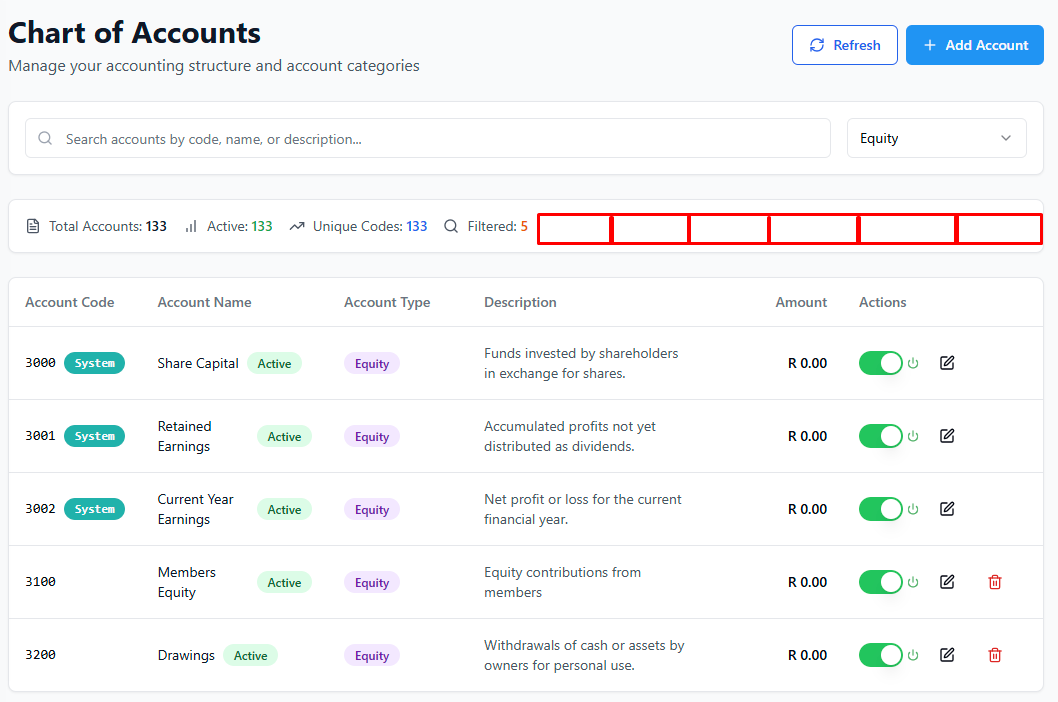 Chart of Accounts
Manage your accounting structure and account categories
Refresh
Add Account
Search accounts by code, name, or description...
Equity
Total Accounts: 133 Active: 133 Unique Codes: 133 Filtered: 5
Account Code Account Name Account Type Description Amount Actions
3000 System Share Capital Active Equity Funds invested by shareholders
in exchange for shares. R 0.00
3001 System Retained
Earnings Active Equity Accumulated profits not yet
distributed as dividends. R 0.00
3002 System Current Year
Earnings Active Equity Net profit or loss for the current
financial year. R 0.00
3100 Members
Equity Active Equity Equity contributions from
members R 0.00
3200 Drawings Active Equity Withdrawals of cash or assets by
owners for personal use. R 0.00